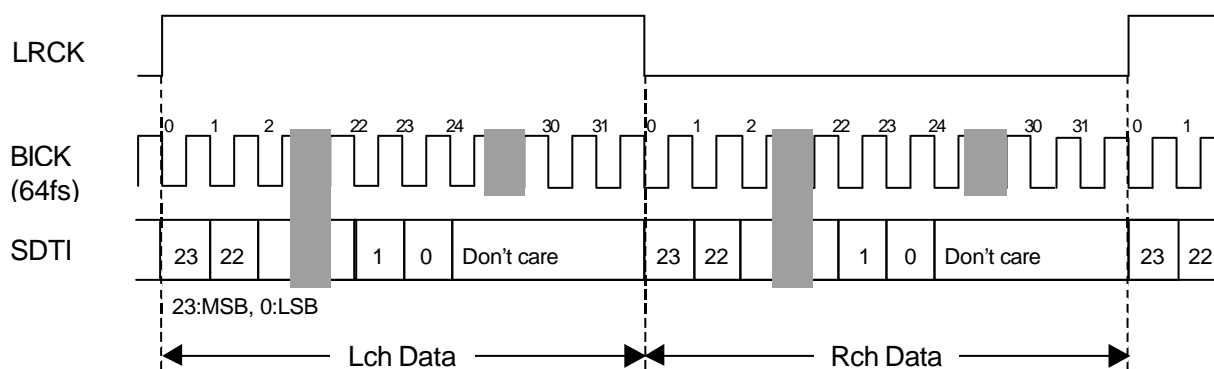 LRCK
0 1 2 22 23 24 30 31 0 1 2 22 23 24 30 31 0 1
BICK
(64fs)
SDTI
23 22 1 0 Don't care 23 22 1 0 Don't care 23 22
23:MSB, 0:LSB
Lch Data Rch Data